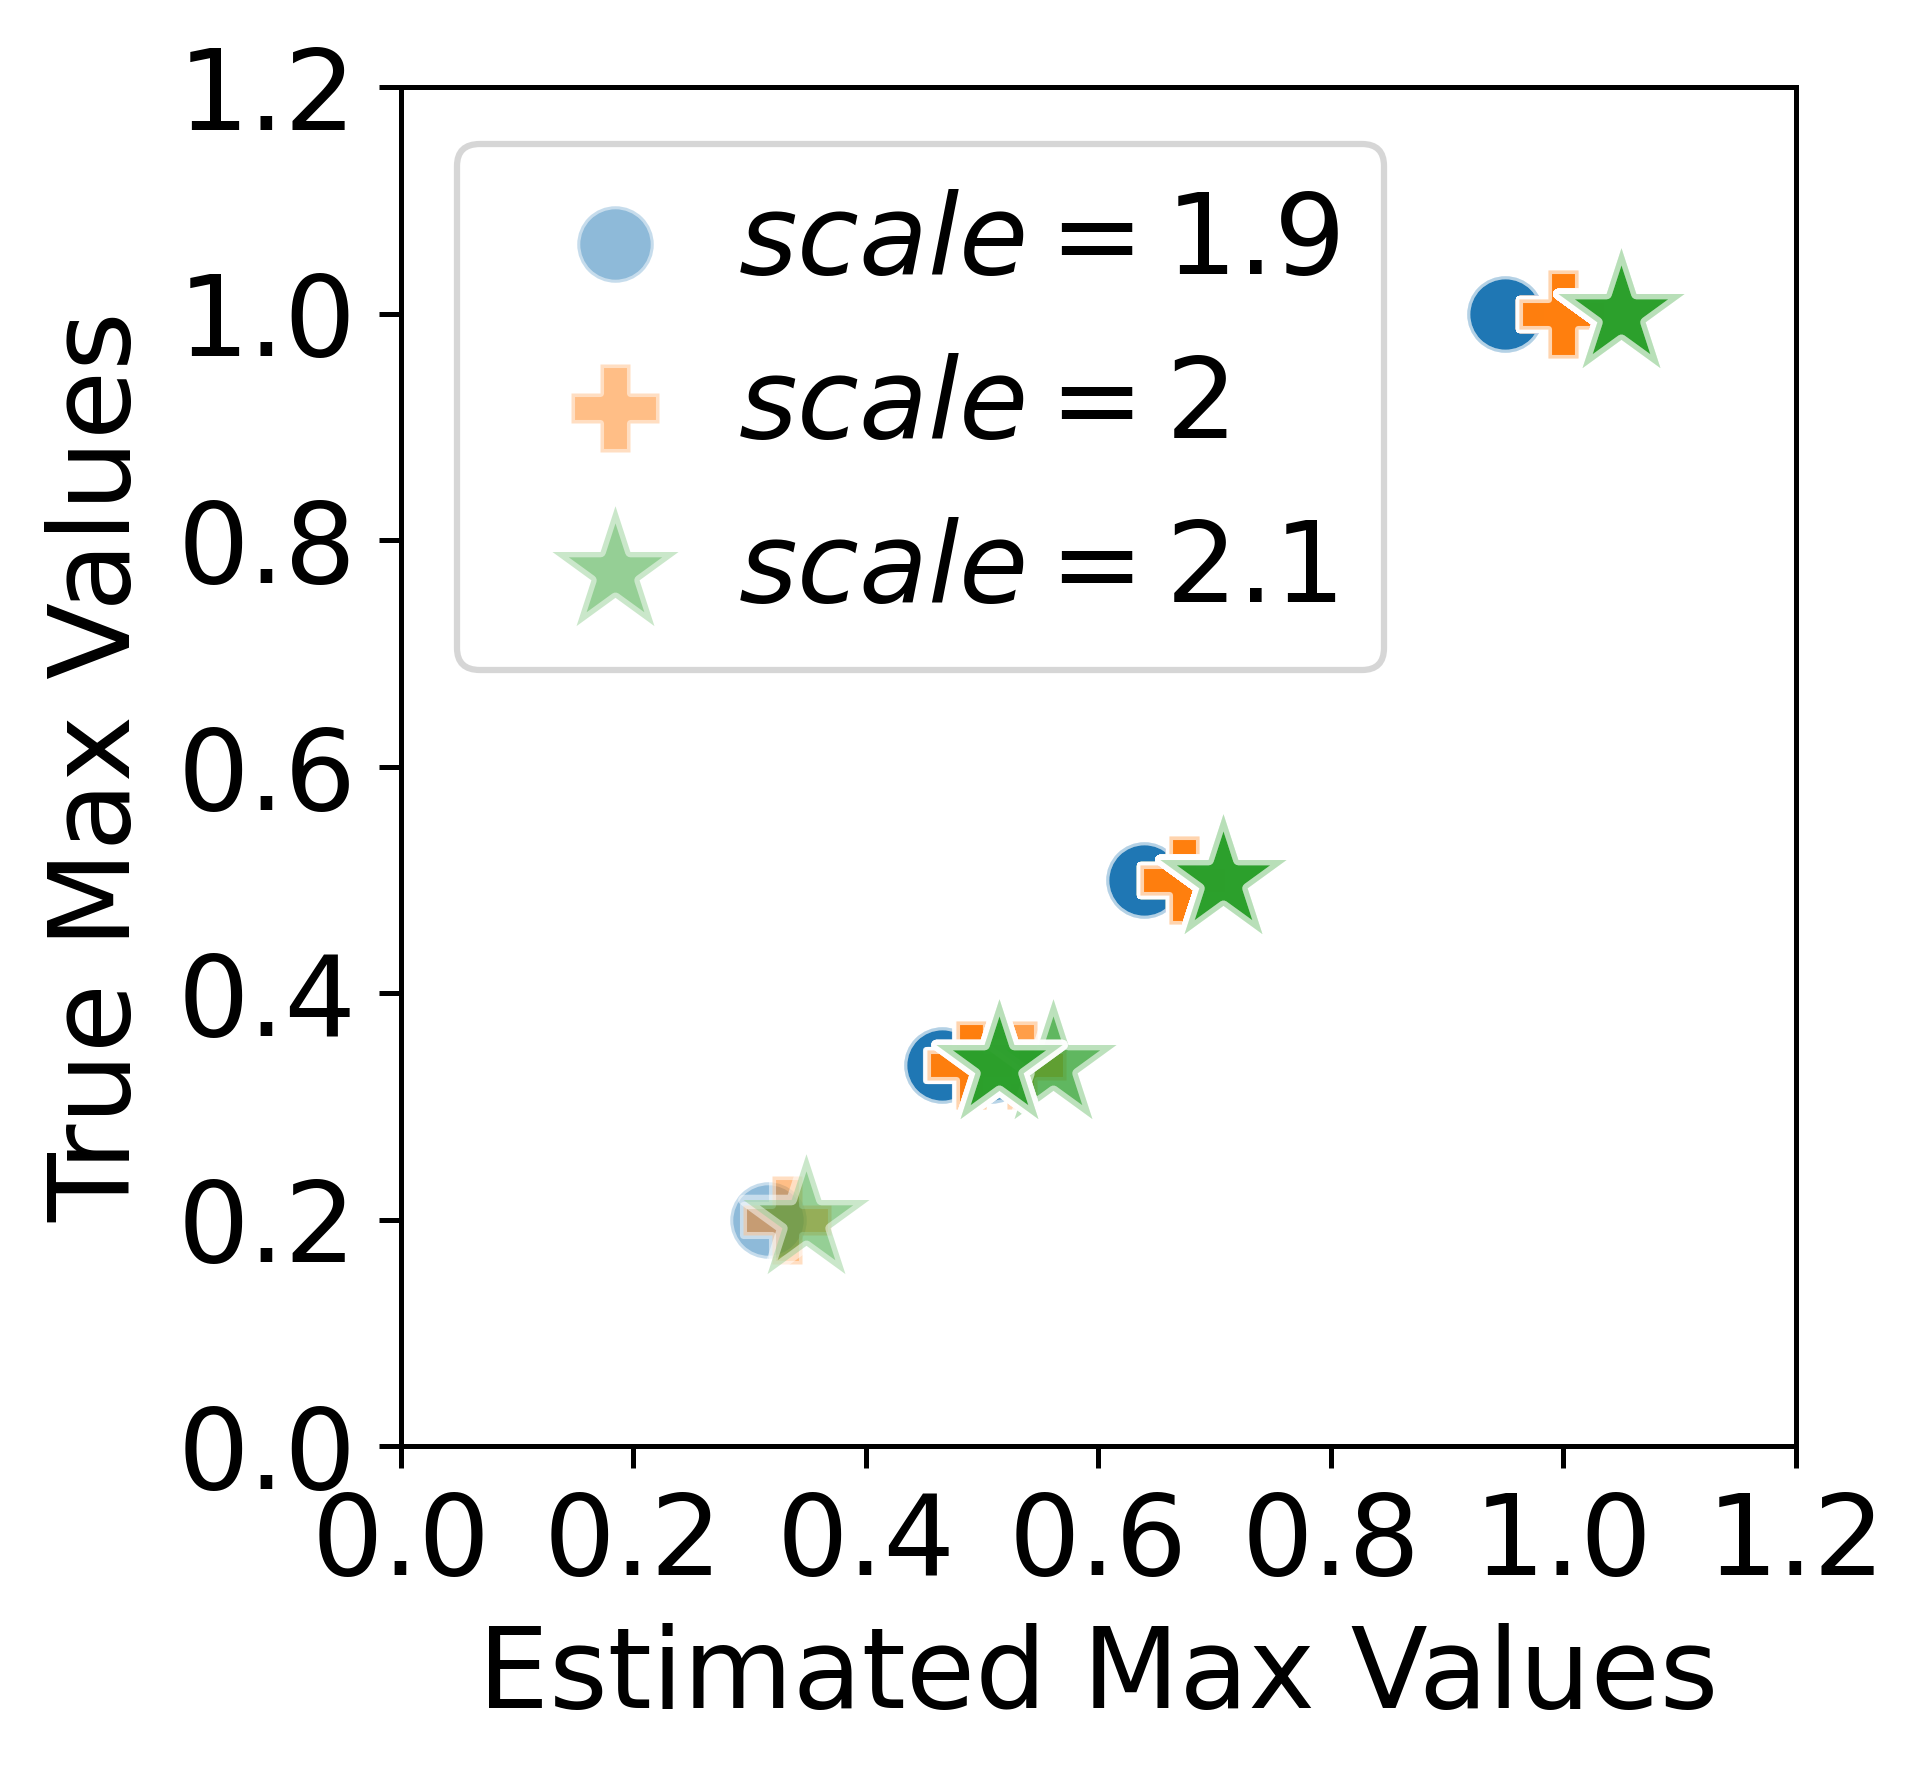 True Max Values
1.2
1.0
0.8
0.6
0.4
0.2
0.0
scale = 1.9
scale = 2
scale = 2.1
0.0 0.2 0.4 0.6 0.8 1.0 1.2
Estimated Max Values